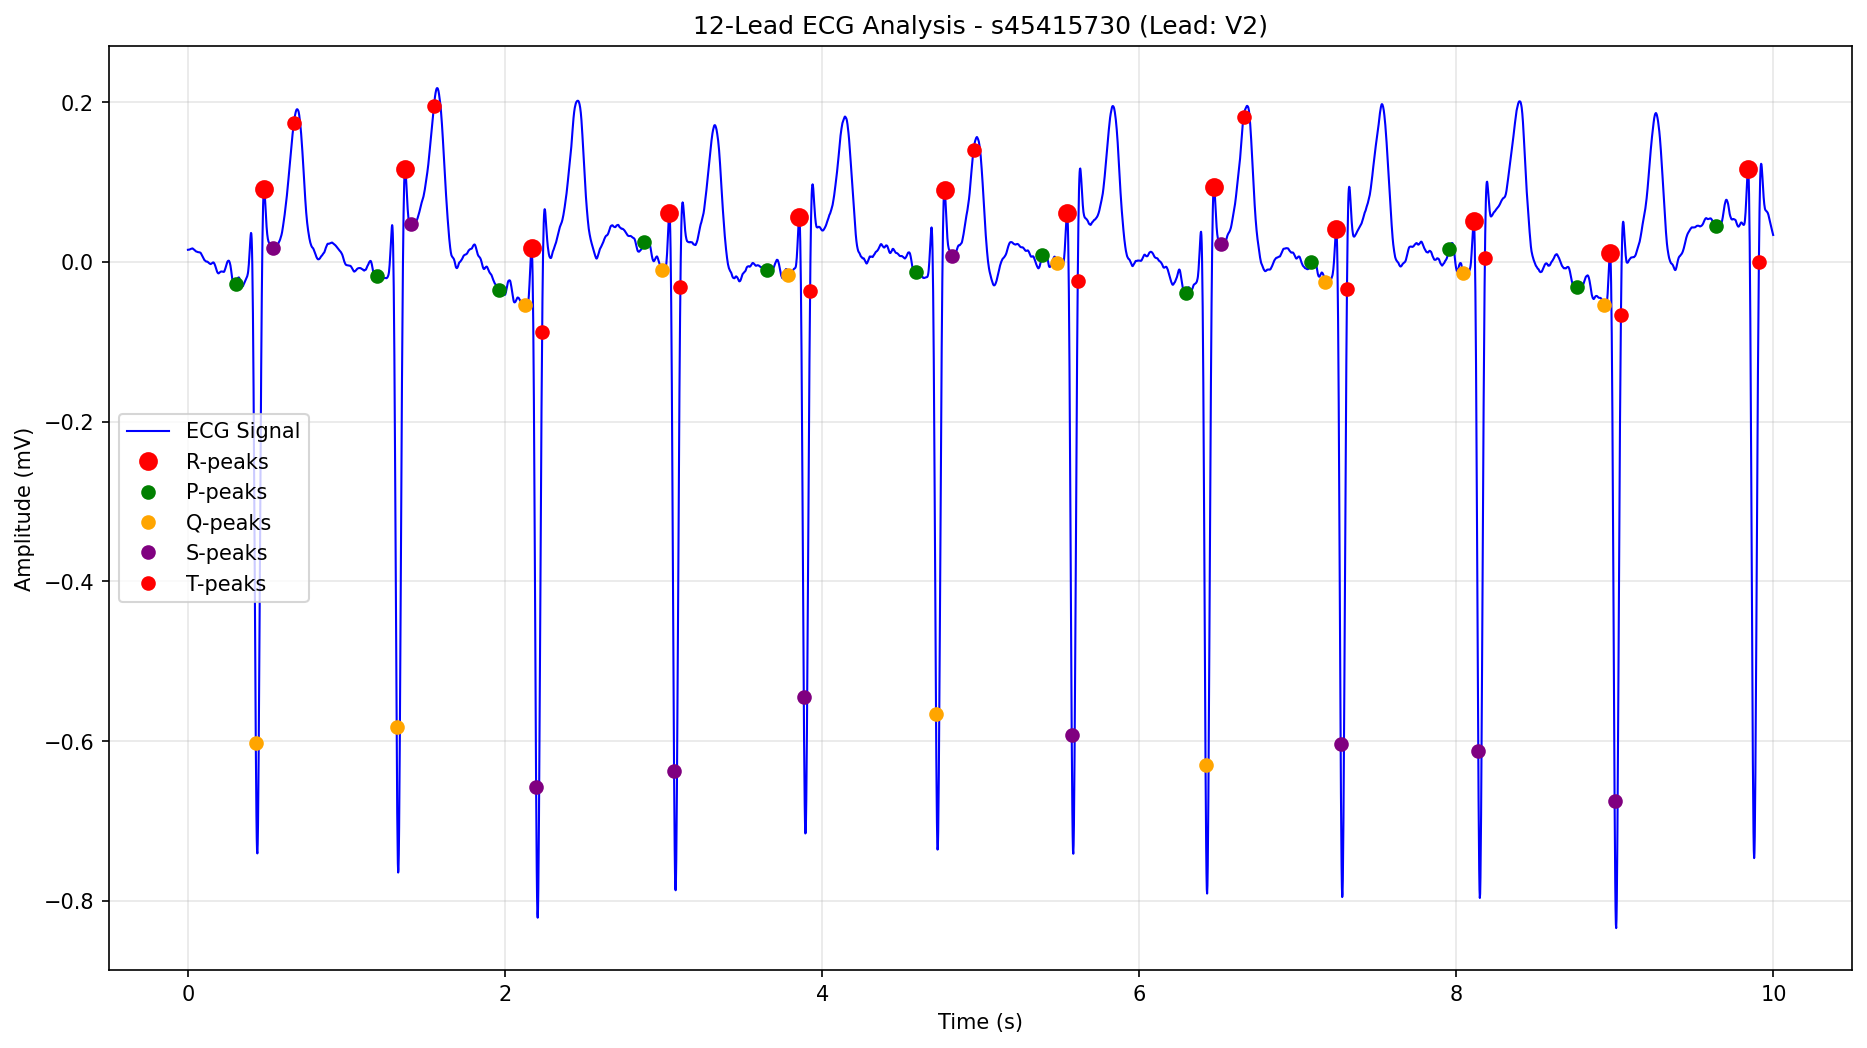 12-Lead ECG Analysis - s45415730 (Lead: V2)
Amplitude (mV)
0.2
0.0
−0.2
−0.4
−0.6
−0.8
ECG Signal
R-peaks
P-peaks
Q-peaks
S-peaks
T-peaks
0 2 4 6 8 10
Time (s)